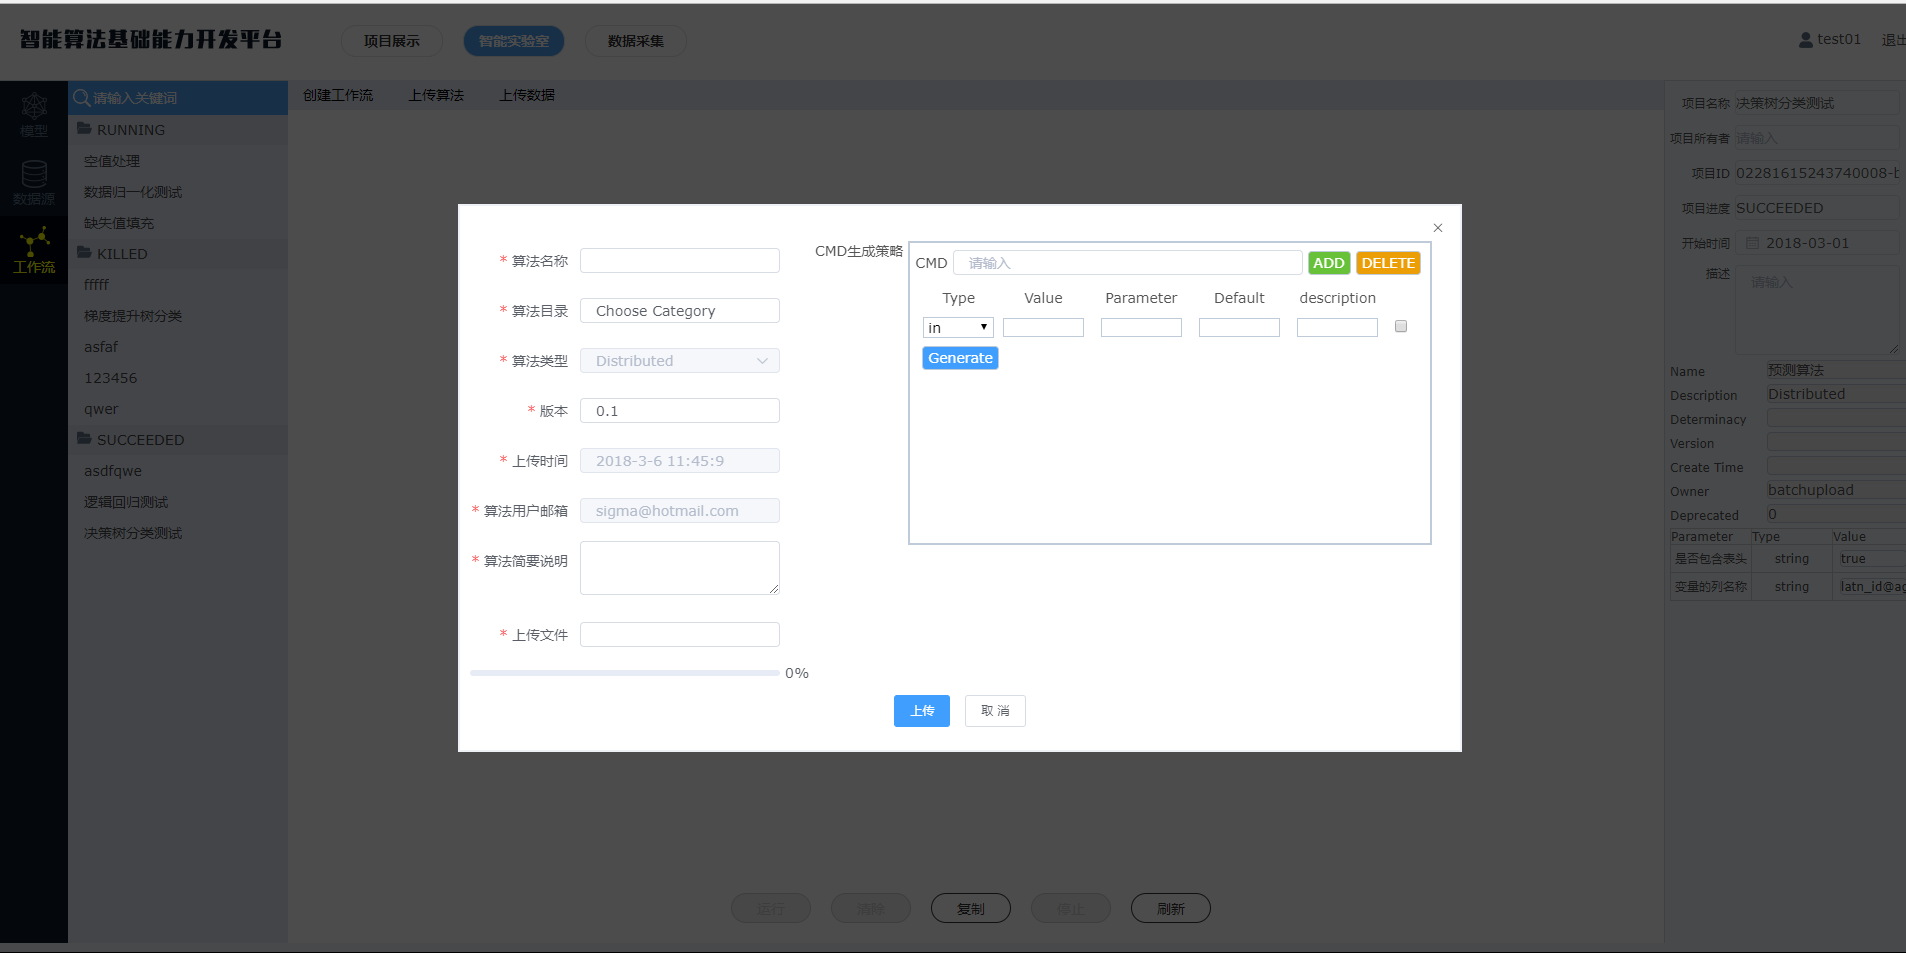 智能算法基础能力开发平台
项目展示
智能实验室
数据采集
test01
退出
模型
数据源
工作流
请输入关键词
RUNNING
空值处理
数据归一化测试
缺失值填充
KILLED
fffff
梯度提升树分类
asfaf
123456
qwer
SUCCEEDED
asdfqwe
逻辑回归测试
决策树分类测试
创建工作流 上传算法 上传数据
* 算法名称
* 算法目录 Choose Category
* 算法类型 Distributed
* 版本 0.1
* 上传时间 2018-3-6 11:45:9
* 算法用户邮箱 sigma@hotmail.com
* 算法简要说明
* 上传文件
0%
CMD生成策略
CMD 请输入 ADD DELETE
Type Value Parameter Default description
in
Generate
上传 取消
运行 清除 复制 停止 刷新
项目名称 决策树分类测试
项目所有者 请输入
项目ID 02281615243740008-b
项目进度 SUCCEEDED
开始时间 2018-03-01
描述 请输入
Name 预测算法
Description Distributed
Determinacy
Version
Create Time
Owner batchupload
Deprecated 0
Parameter Type Value
是否包含表头 string true
变量的列名称 string latn_id@ag